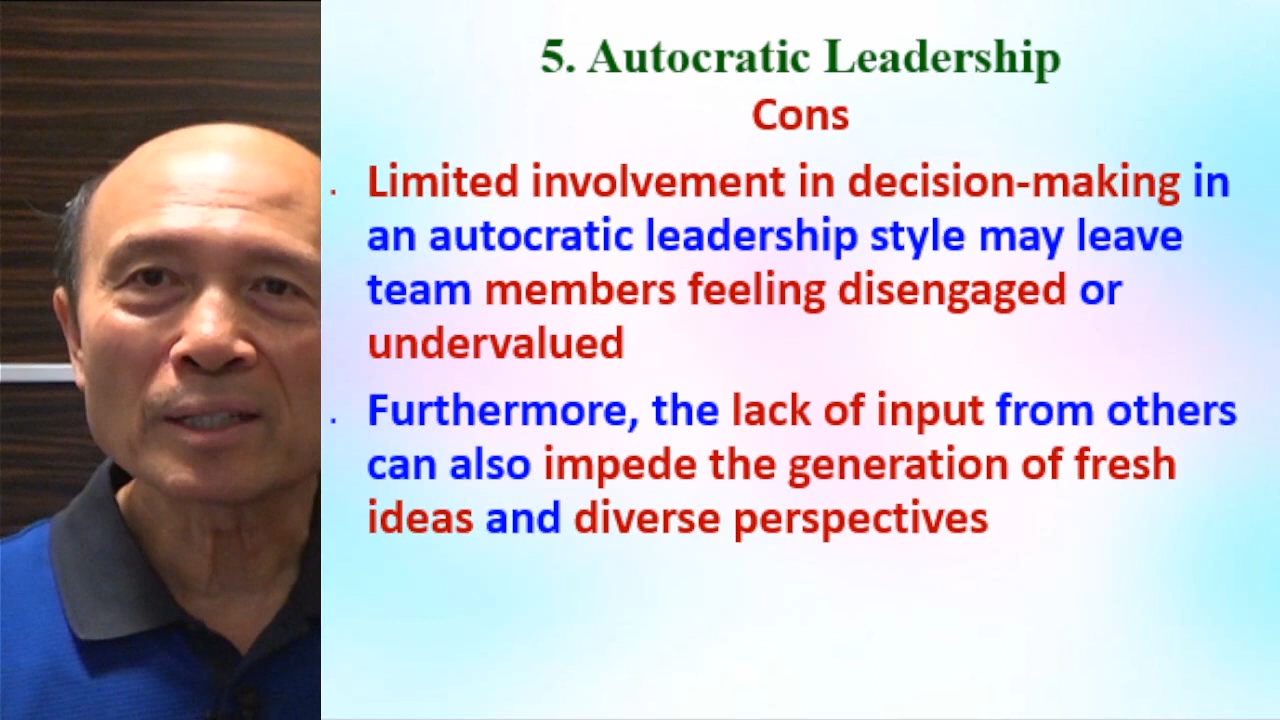 5. Autocratic Leadership
Cons
. Limited involvement in decision-making in
an autocratic leadership style may leave
team members feeling disengaged or
undervalued
. Furthermore, the lack of input from others
can also impede the generation of fresh
ideas and diverse perspectives